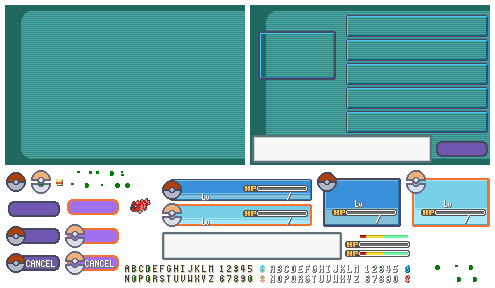 HP
Lv /
HP
Lv /
HP
Lv
/
HP
Lv
/
HP
HP
CANCEL CANCEL
ABCDEFGHIJKLM 12345 ABCDEFGHIJKLM 12345
NOPQRSTUVWXYZ 67890 NOPQRSTUVWXYZ 67890